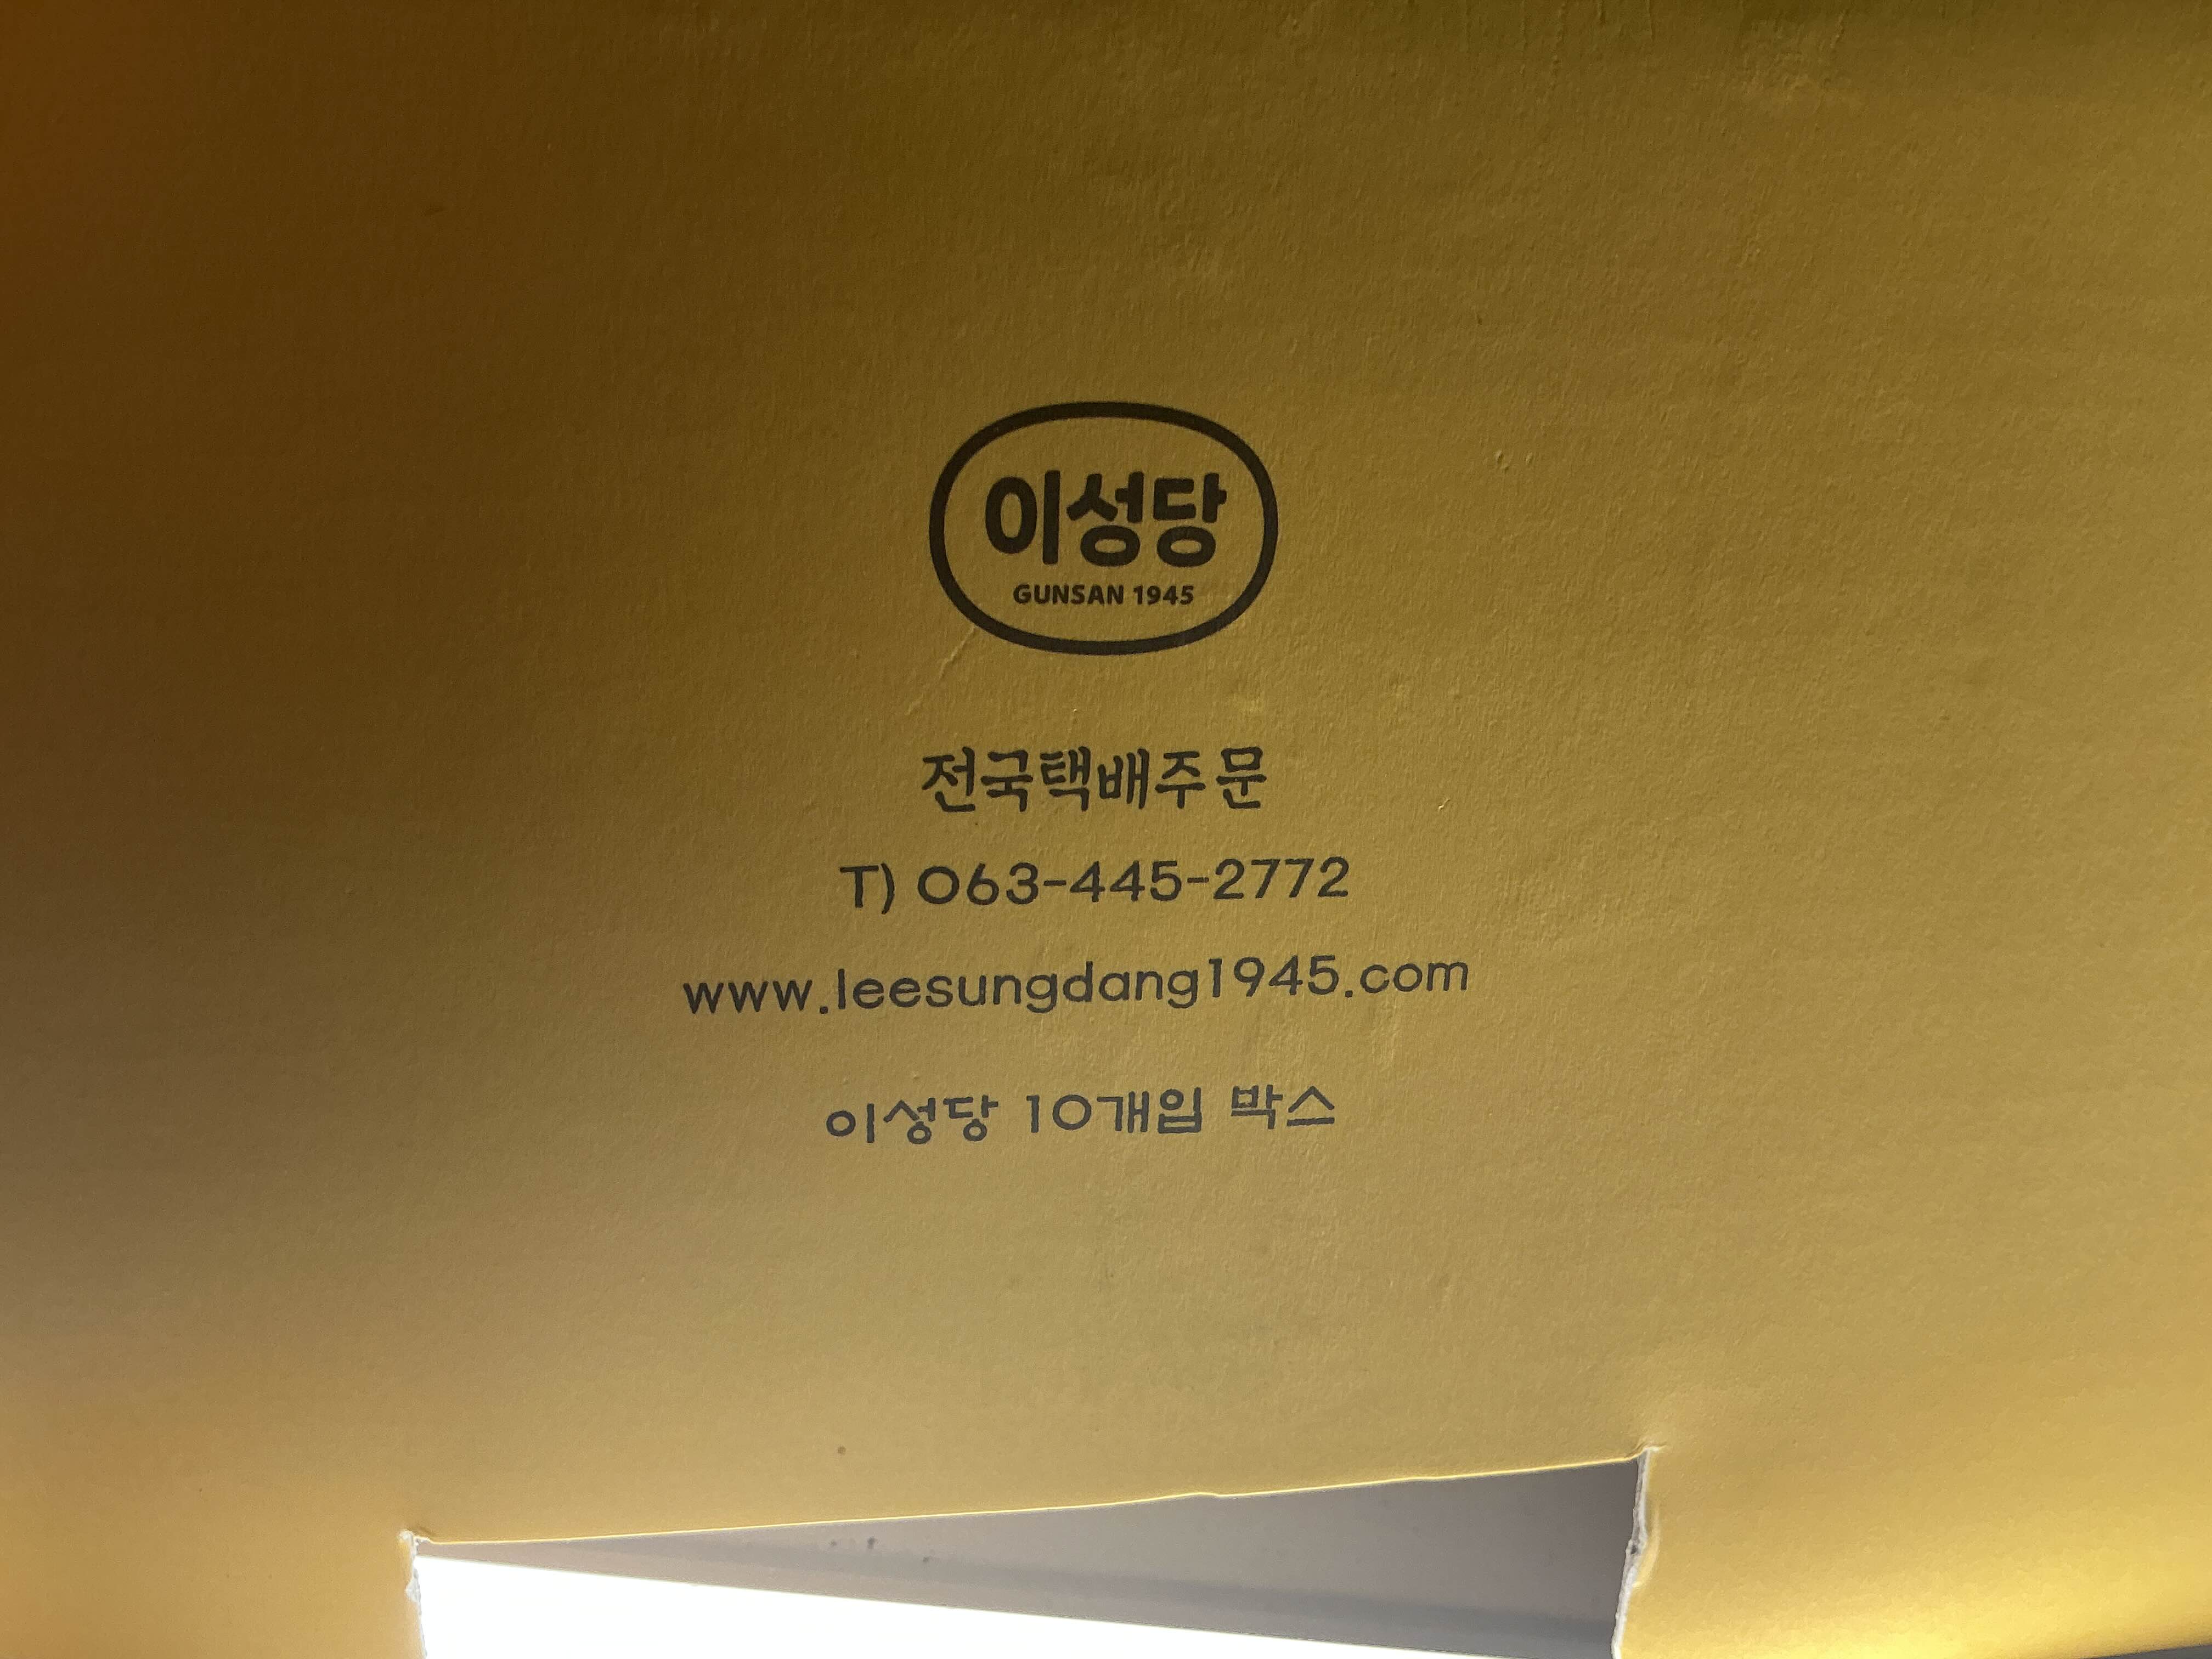 이성당
GUNSAN 1945
전국택배주문
T) 063-445-2772
www.leesungdang1945.com
이성당 10개입 박스